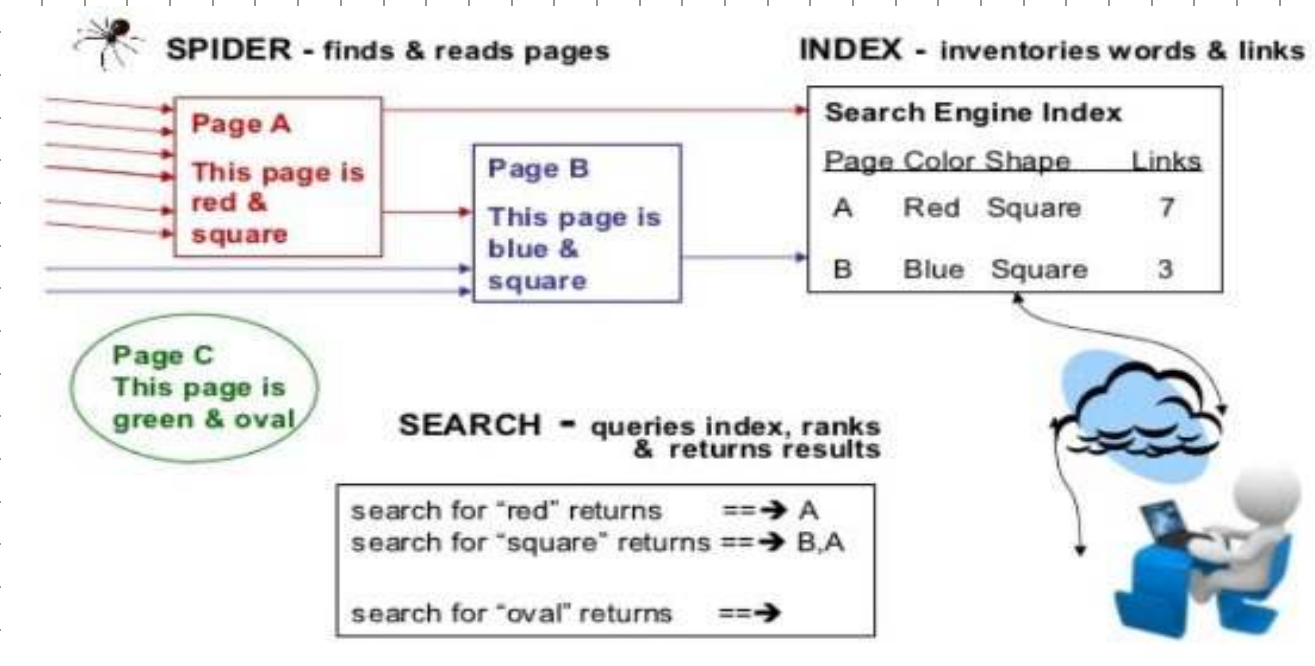 SPIDER - finds & reads pages
INDEX - inventories words & links
Page A
This page is
red &
square
Page B
This page is
blue &
square
Search Engine Index
Page Color Shape Links
A Red Square 7
B Blue Square 3
Page C
This page is
green & oval
SEARCH - queries index, ranks
& returns results
search for “red” returns ==➔ A
search for “square” returns ==➔ B,A
search for “oval” returns ==➔